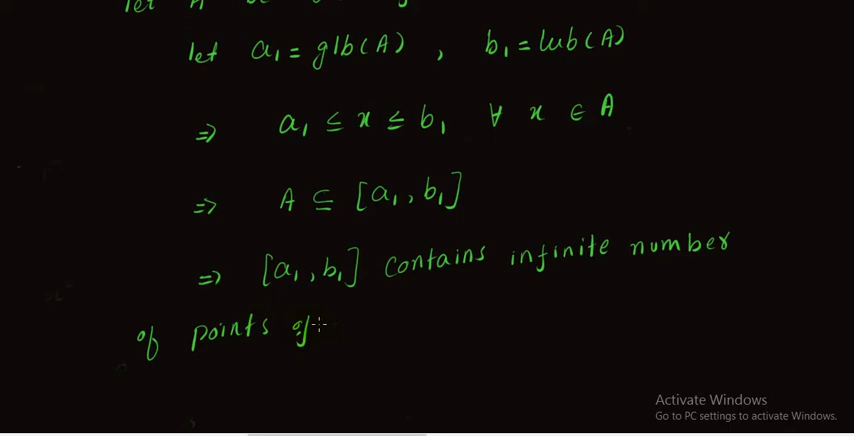 let A
let a₁ = glb(A) , b₁ = lub(A)
⇒ a₁ ≤ x ≤ b₁ ∀ x ∈ A
⇒ A ⊆ [a₁, b₁]
⇒ [a₁, b₁] contains infinite number
of points of
Activate Windows
Go to PC settings to activate Windows.